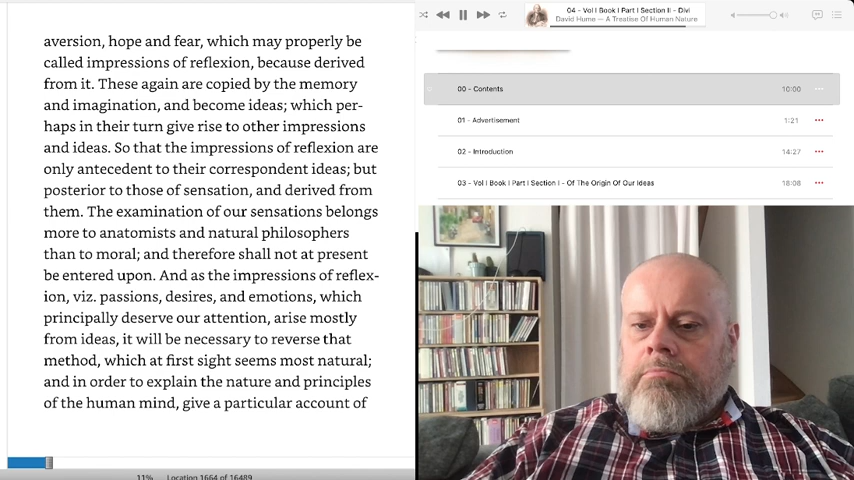 aversion, hope and fear, which may properly be
called impressions of reflexion, because derived
from it. These again are copied by the memory
and imagination, and become ideas; which per-
haps in their turn give rise to other impressions
and ideas. So that the impressions of reflexion are
only antecedent to their correspondent ideas; but
posterior to those of sensation, and derived from
them. The examination of our sensations belongs
more to anatomists and natural philosophers
than to moral; and therefore shall not at present
be entered upon. And as the impressions of reflex-
ion, viz. passions, desires, and emotions, which
principally deserve our attention, arise mostly
from ideas, it will be necessary to reverse that
method, which at first sight seems most natural;
and in order to explain the nature and principles
of the human mind, give a particular account of
11% Location 1664 of 16489
04 - Vol I Book I Part I Section II - Divi
David Hume — A Treatise Of Human Nature
00 - Contents 10:00
01 - Advertisement 1:21
02 - Introduction 14:27
03 - Vol I Book I Part I Section I - Of The Origin Of Our Ideas 18:08